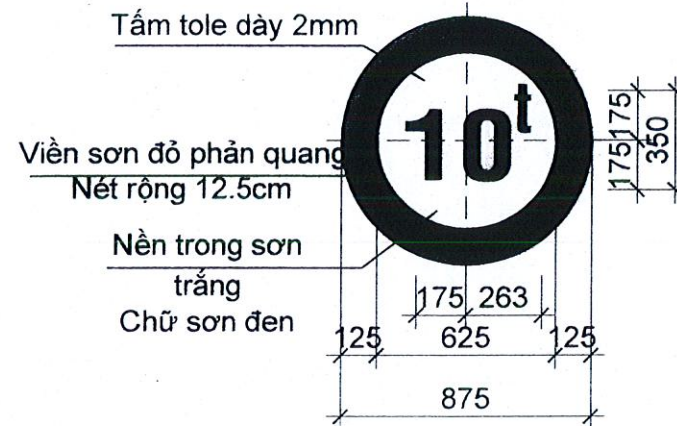 Tấm tole dày 2mm
10t
Viền sơn đỏ phản quang
Nét rộng 12.5cm
Nền trong sơn
trắng
Chữ sơn đen
175
175
350
175 263
125 625 125
875